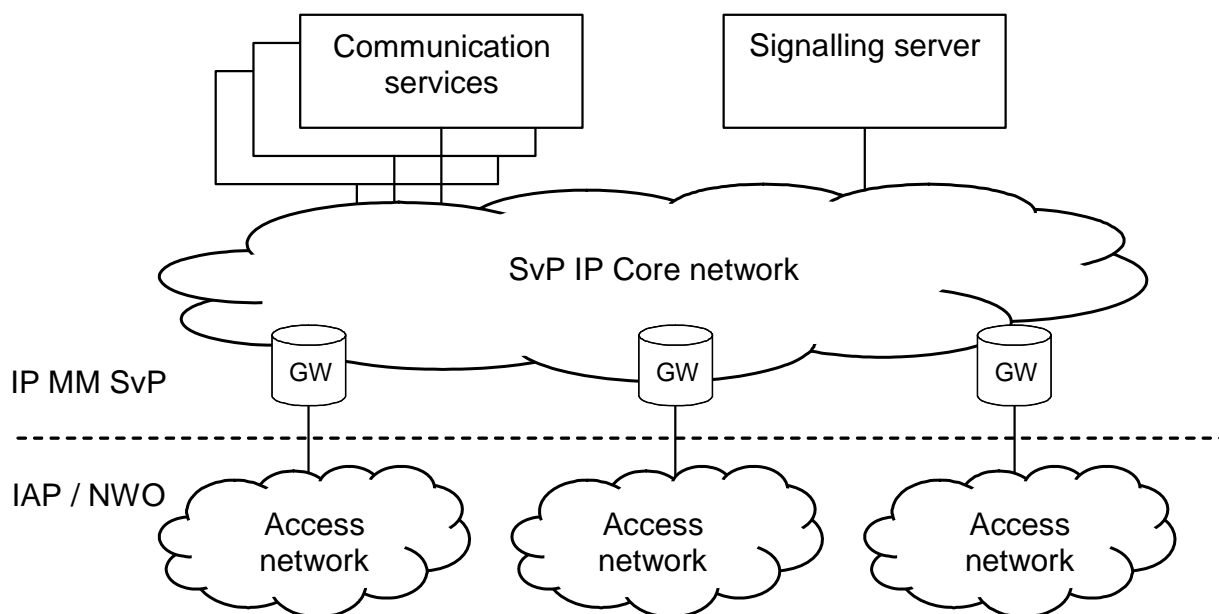 Communication
services
Signalling server
SvP IP Core network
GW
GW
GW
IP MM SvP
IAP / NWO
Access
network
Access
network
Access
network